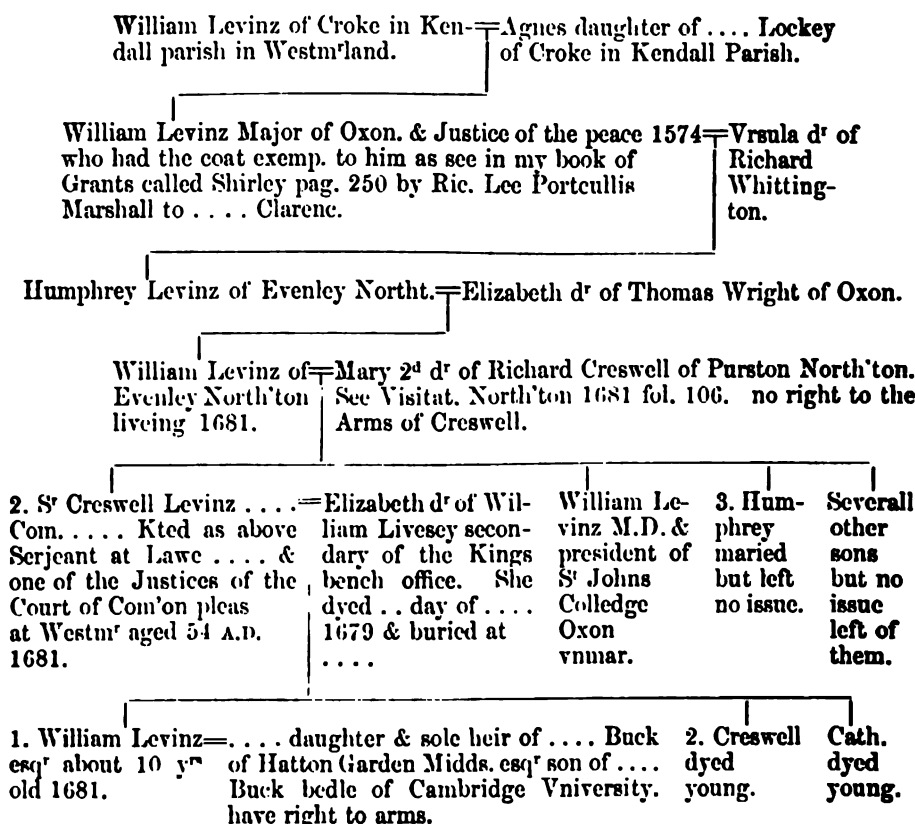 William Levinz of Croke in Ken-
dall parish in Westm'rland.
Agnes daughter of .... Lockey
of Croke in Kendall Parish.
William Levinz Major of Oxon. & Justice of the peace 1574
who had the coat exemp. to him as see in my book of
Grants called Shirley pag. 250 by Ric. Lee Portcullis
Marshall to .... Clarenc.
Vrsula dʳ of
Richard
Whitting-
ton.
Humphrey Levinz of Evenley Northt.
Elizabeth dʳ of Thomas Wright of Oxon.
William Levinz of
Evenley North'ton
liveing 1681.
Mary 2ᵈ dʳ of Richard Creswell of Purston North'ton.
See Visitat. North'ton 1681 fol. 106. no right to the
Arms of Creswell.
2. Sʳ Creswell Levinz ....
Com..... Kted as above
Serjeant at Lawe .... &
one of the Justices of the
Court of Com'on pleas
at Westmʳ aged 54 A.D.
1681.
Elizabeth dʳ of Wil-
liam Livesey secon-
dary of the Kings
bench office. She
dyed .. day of ....
1679 & buried at
....
William Le-
vinz M.D. &
president of
Sᵗ Johns
Colledge
Oxon
vnmar.
3. Hum-
phrey
maried
but left
no issue.
Severall
other
sons
but no
issue
left of
them.
1. William Levinz
esqʳ about 10 yʳˢ
old 1681.
.... daughter & sole heir of .... Buck
of Hatton Garden Midds. esqʳ son of ....
Buck bedle of Cambridge Vniversity.
have right to arms.
2. Creswell
dyed
young.
Cath.
dyed
young.